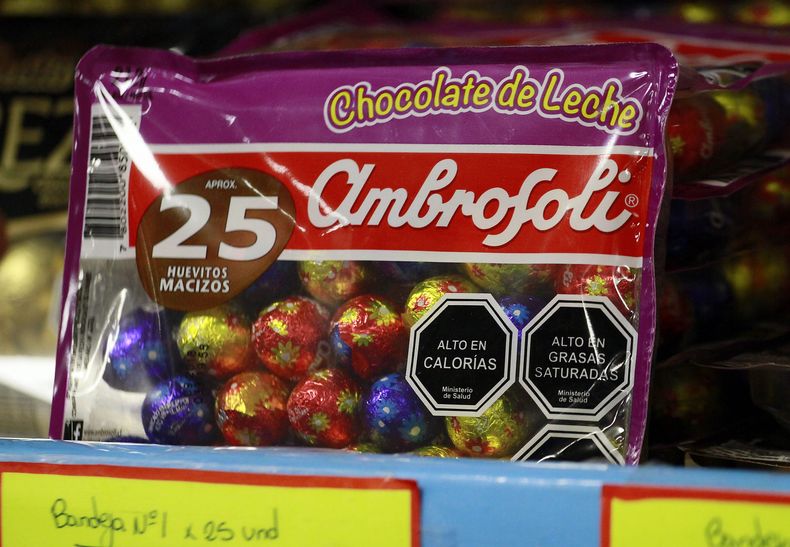 Chocolate de Leche
ambrosoli®
APROX.
25
HUEVITOS
MACIZOS
ALTO EN
CALORÍAS
Ministerio
de Salud
ALTO EN
GRASAS
SATURADAS
Ministerio
de Salud
Bandeja Nº1 x 25 und